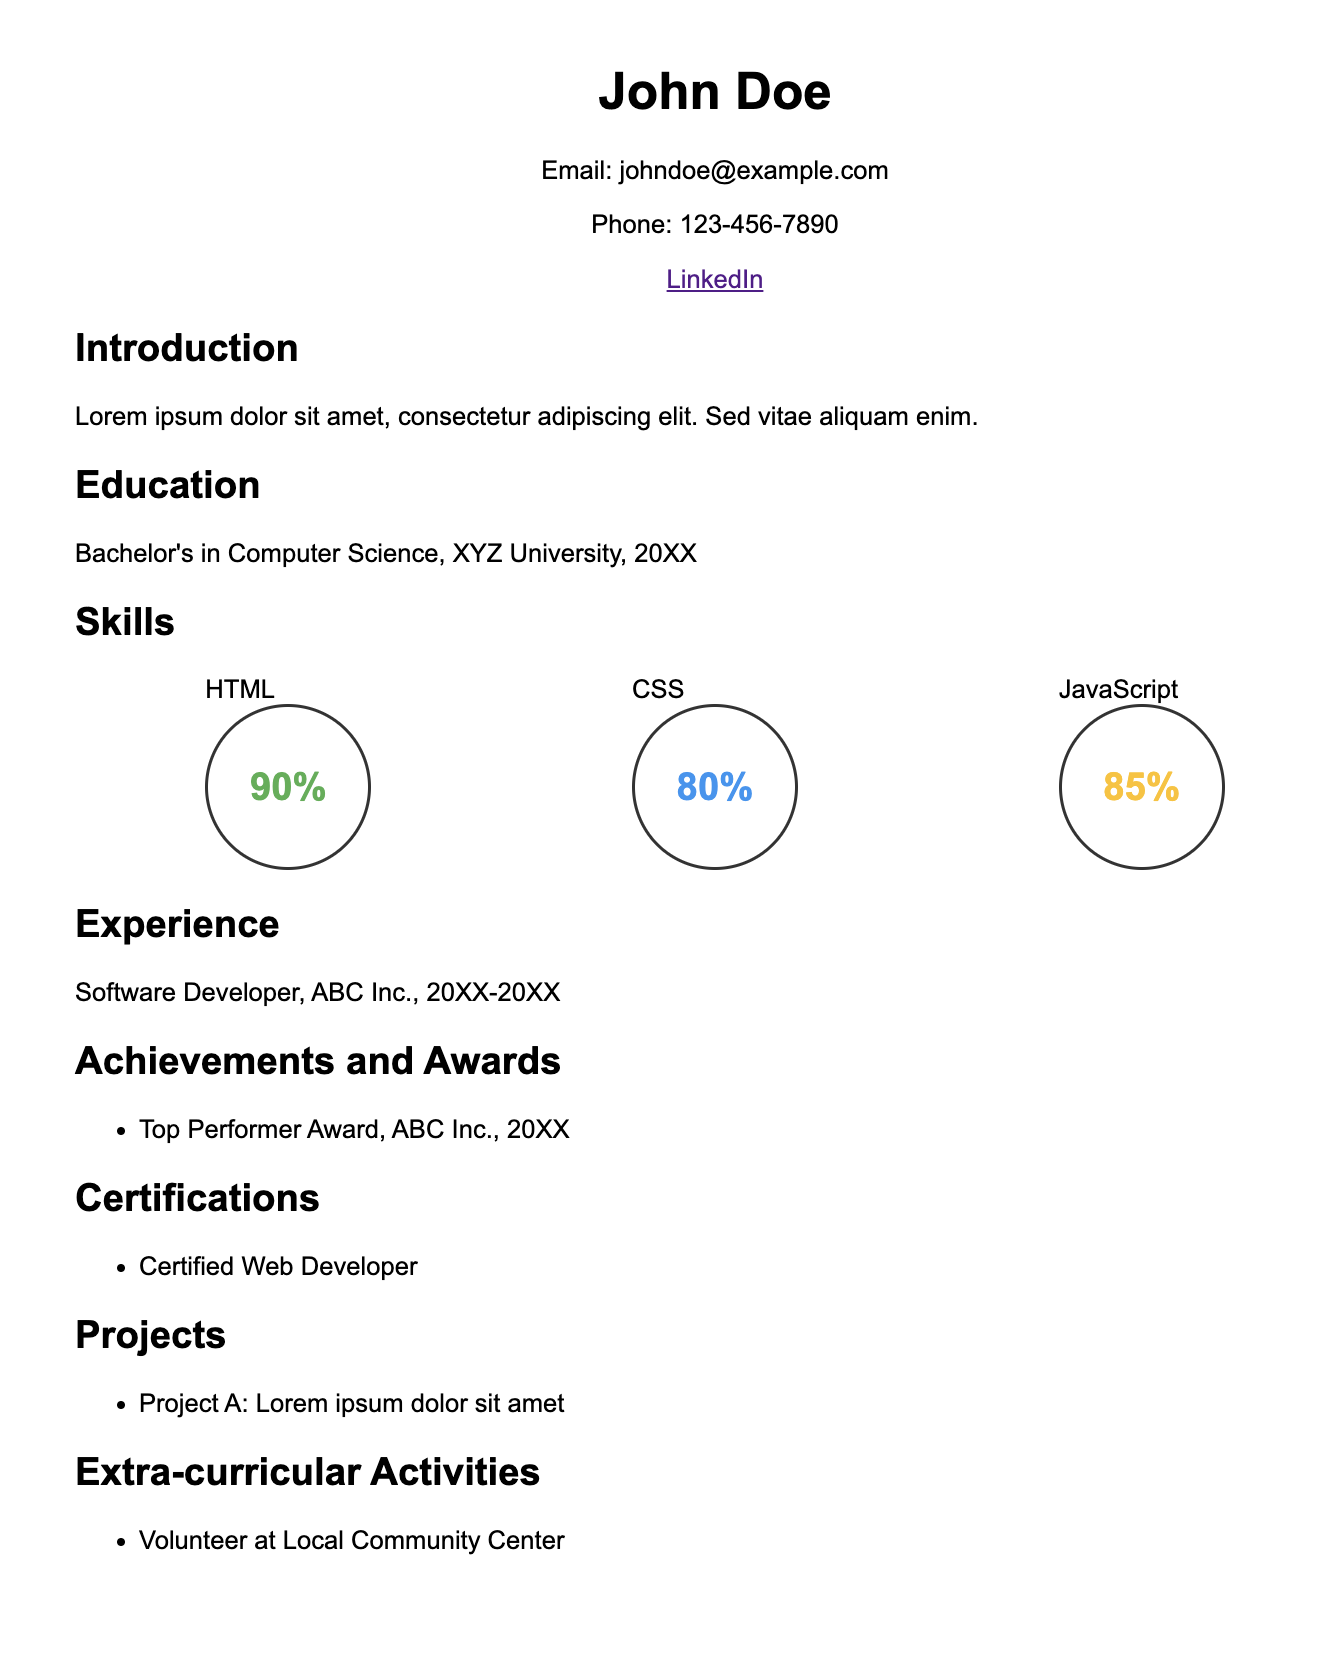 John Doe
Email: johndoe@example.com
Phone: 123-456-7890
LinkedIn
Introduction
Lorem ipsum dolor sit amet, consectetur adipiscing elit. Sed vitae aliquam enim.
Education
Bachelor's in Computer Science, XYZ University, 20XX
Skills
HTML CSS JavaScript
90% 80% 85%
Experience
Software Developer, ABC Inc., 20XX-20XX
Achievements and Awards
• Top Performer Award, ABC Inc., 20XX
Certifications
• Certified Web Developer
Projects
• Project A: Lorem ipsum dolor sit amet
Extra-curricular Activities
• Volunteer at Local Community Center